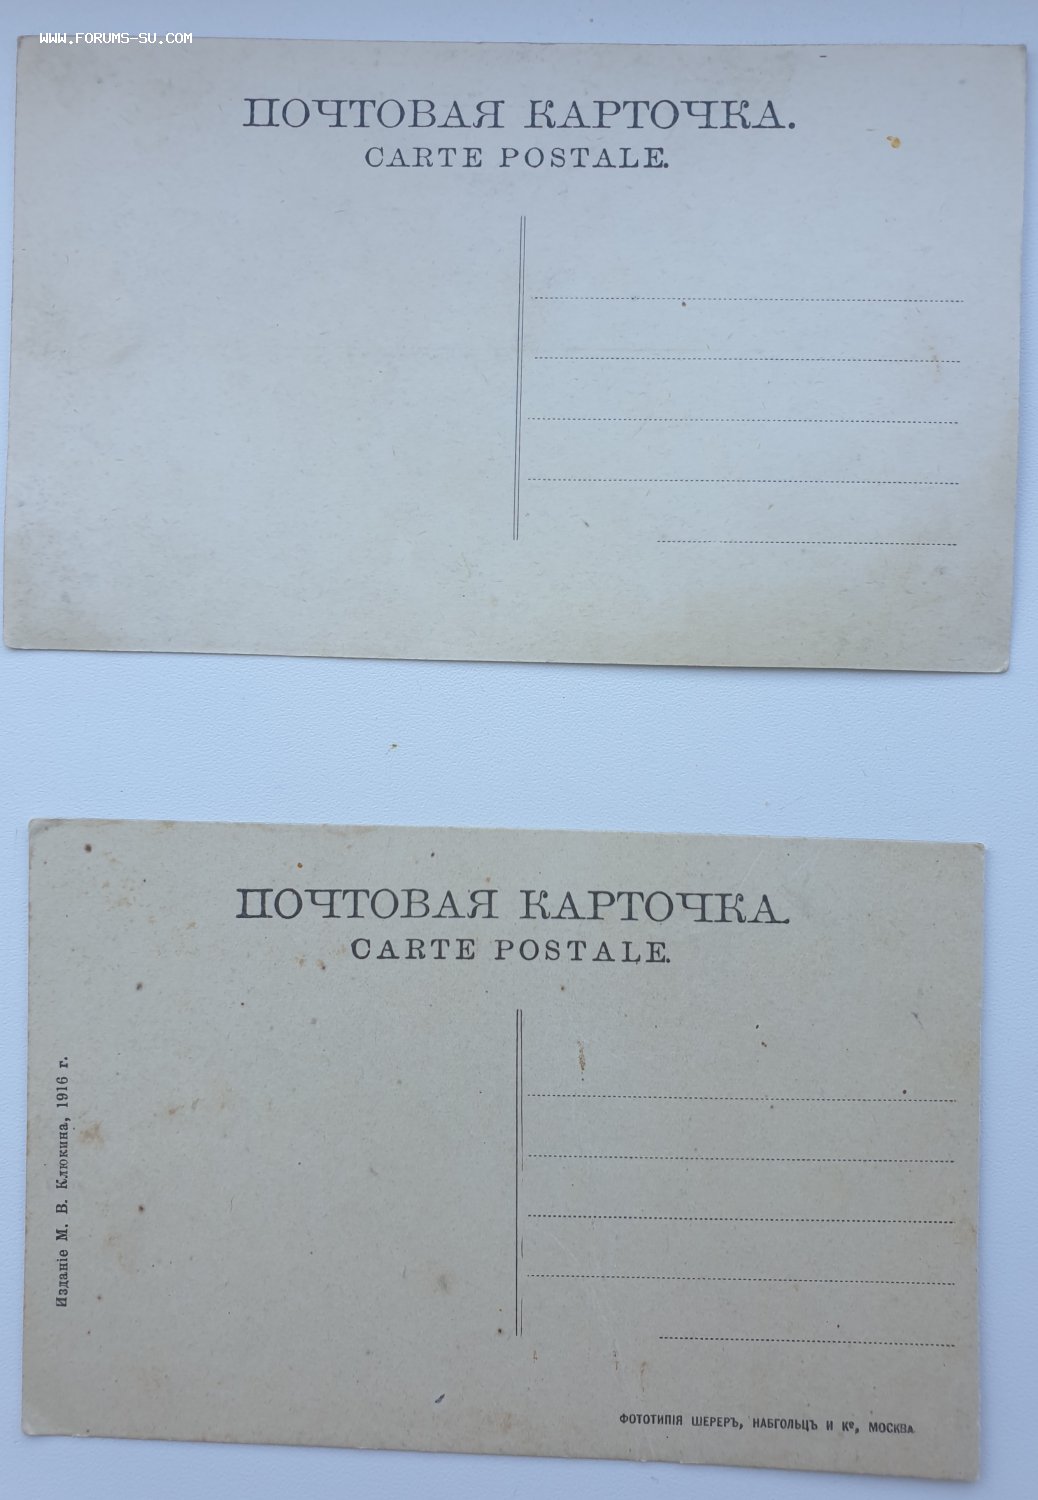 WWW.FORUMS-SU.COM
ПОЧТОВАЯ КАРТОЧКА.
CARTE POSTALE.
ПОЧТОВАЯ КАРТОЧКА.
CARTE POSTALE.
Изданіе М. В. Клюкина, 1916 г.
ФОТОТИПІЯ ШЕРЕРЪ, НАБГОЛЬЦЪ И Кº, МОСКВА